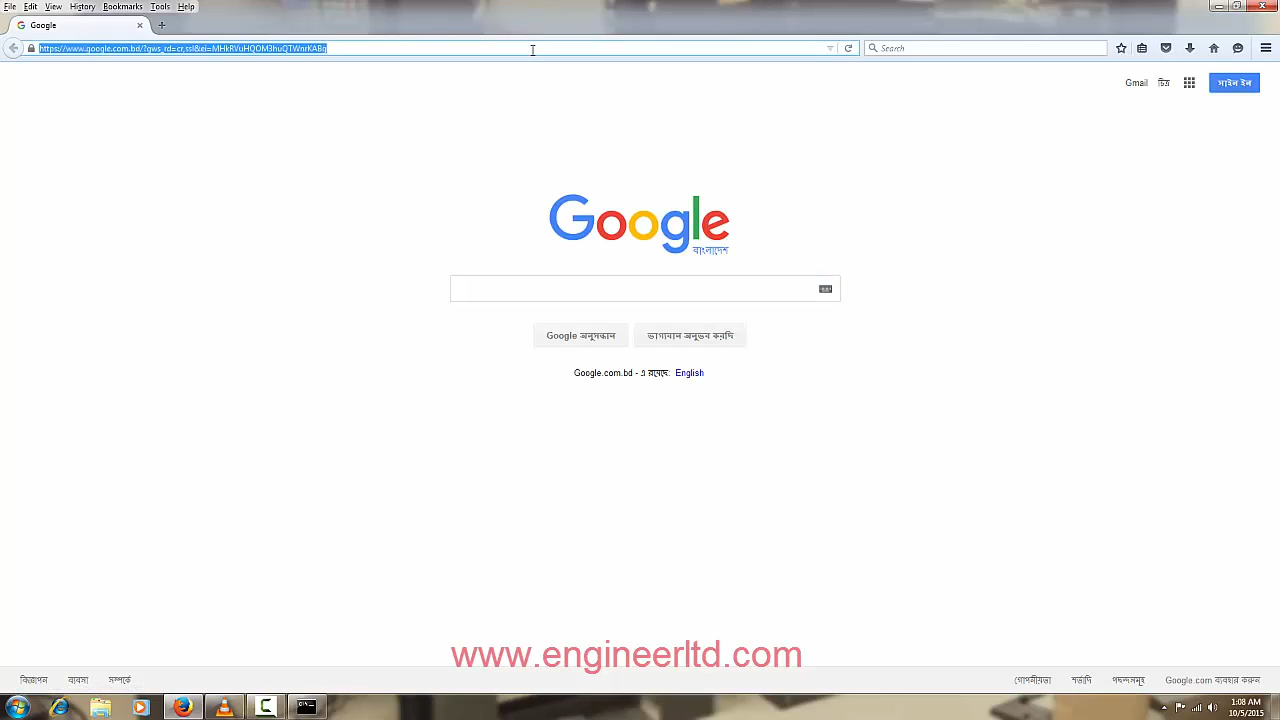 File Edit View History Bookmarks Tools Help
Google
https://www.google.com.bd/?gws_rd=cr,ssl&ei=MHkRVuHQOM3huQTWnrKABg
Search
Gmail চিত্র সাইন ইন
Google
বাংলাদেশ
Google অনুসন্ধান ভাগ্যবান অনুভব করছি
Google.com.bd - এ রয়েছে: English
www.engineerltd.com
বিজ্ঞাপন ব্যবসা সম্পর্কে গোপনীয়তা শর্তাদি পছন্দসমূহ Google.com ব্যবহার করুন
1:08 AM
10/5/2015